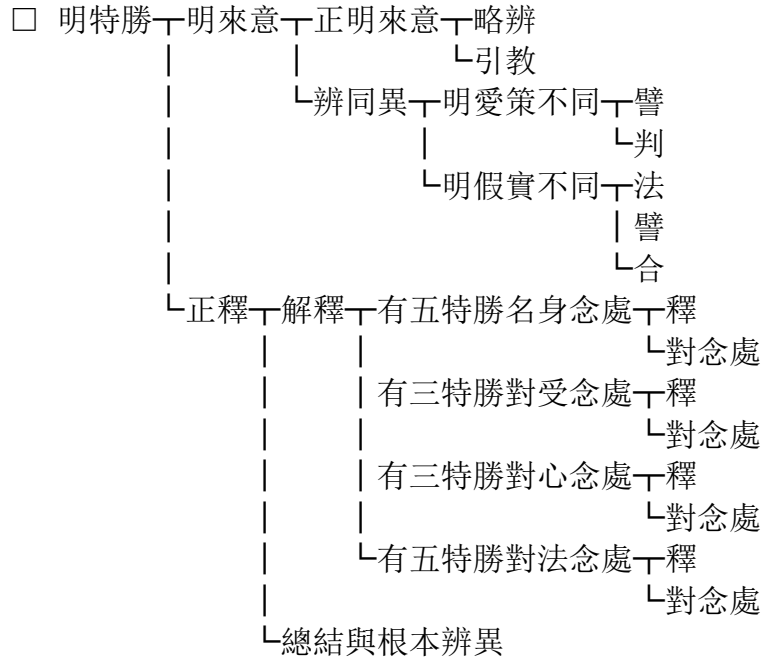 □ 明特勝┬明來意┬正明來意┬略辨
│ │ └引教
│ └辨同異┬明愛策不同┬譬
│ │ └判
│ └明假實不同┬法
│ │譬
│ └合
└正釋┬解釋┬有五特勝名身念處┬釋
│ │ └對念處
│ │有三特勝對受念處┬釋
│ │ └對念處
│ │有三特勝對心念處┬釋
│ │ └對念處
│ └有五特勝對法念處┬釋
│ └對念處
└總結與根本辨異